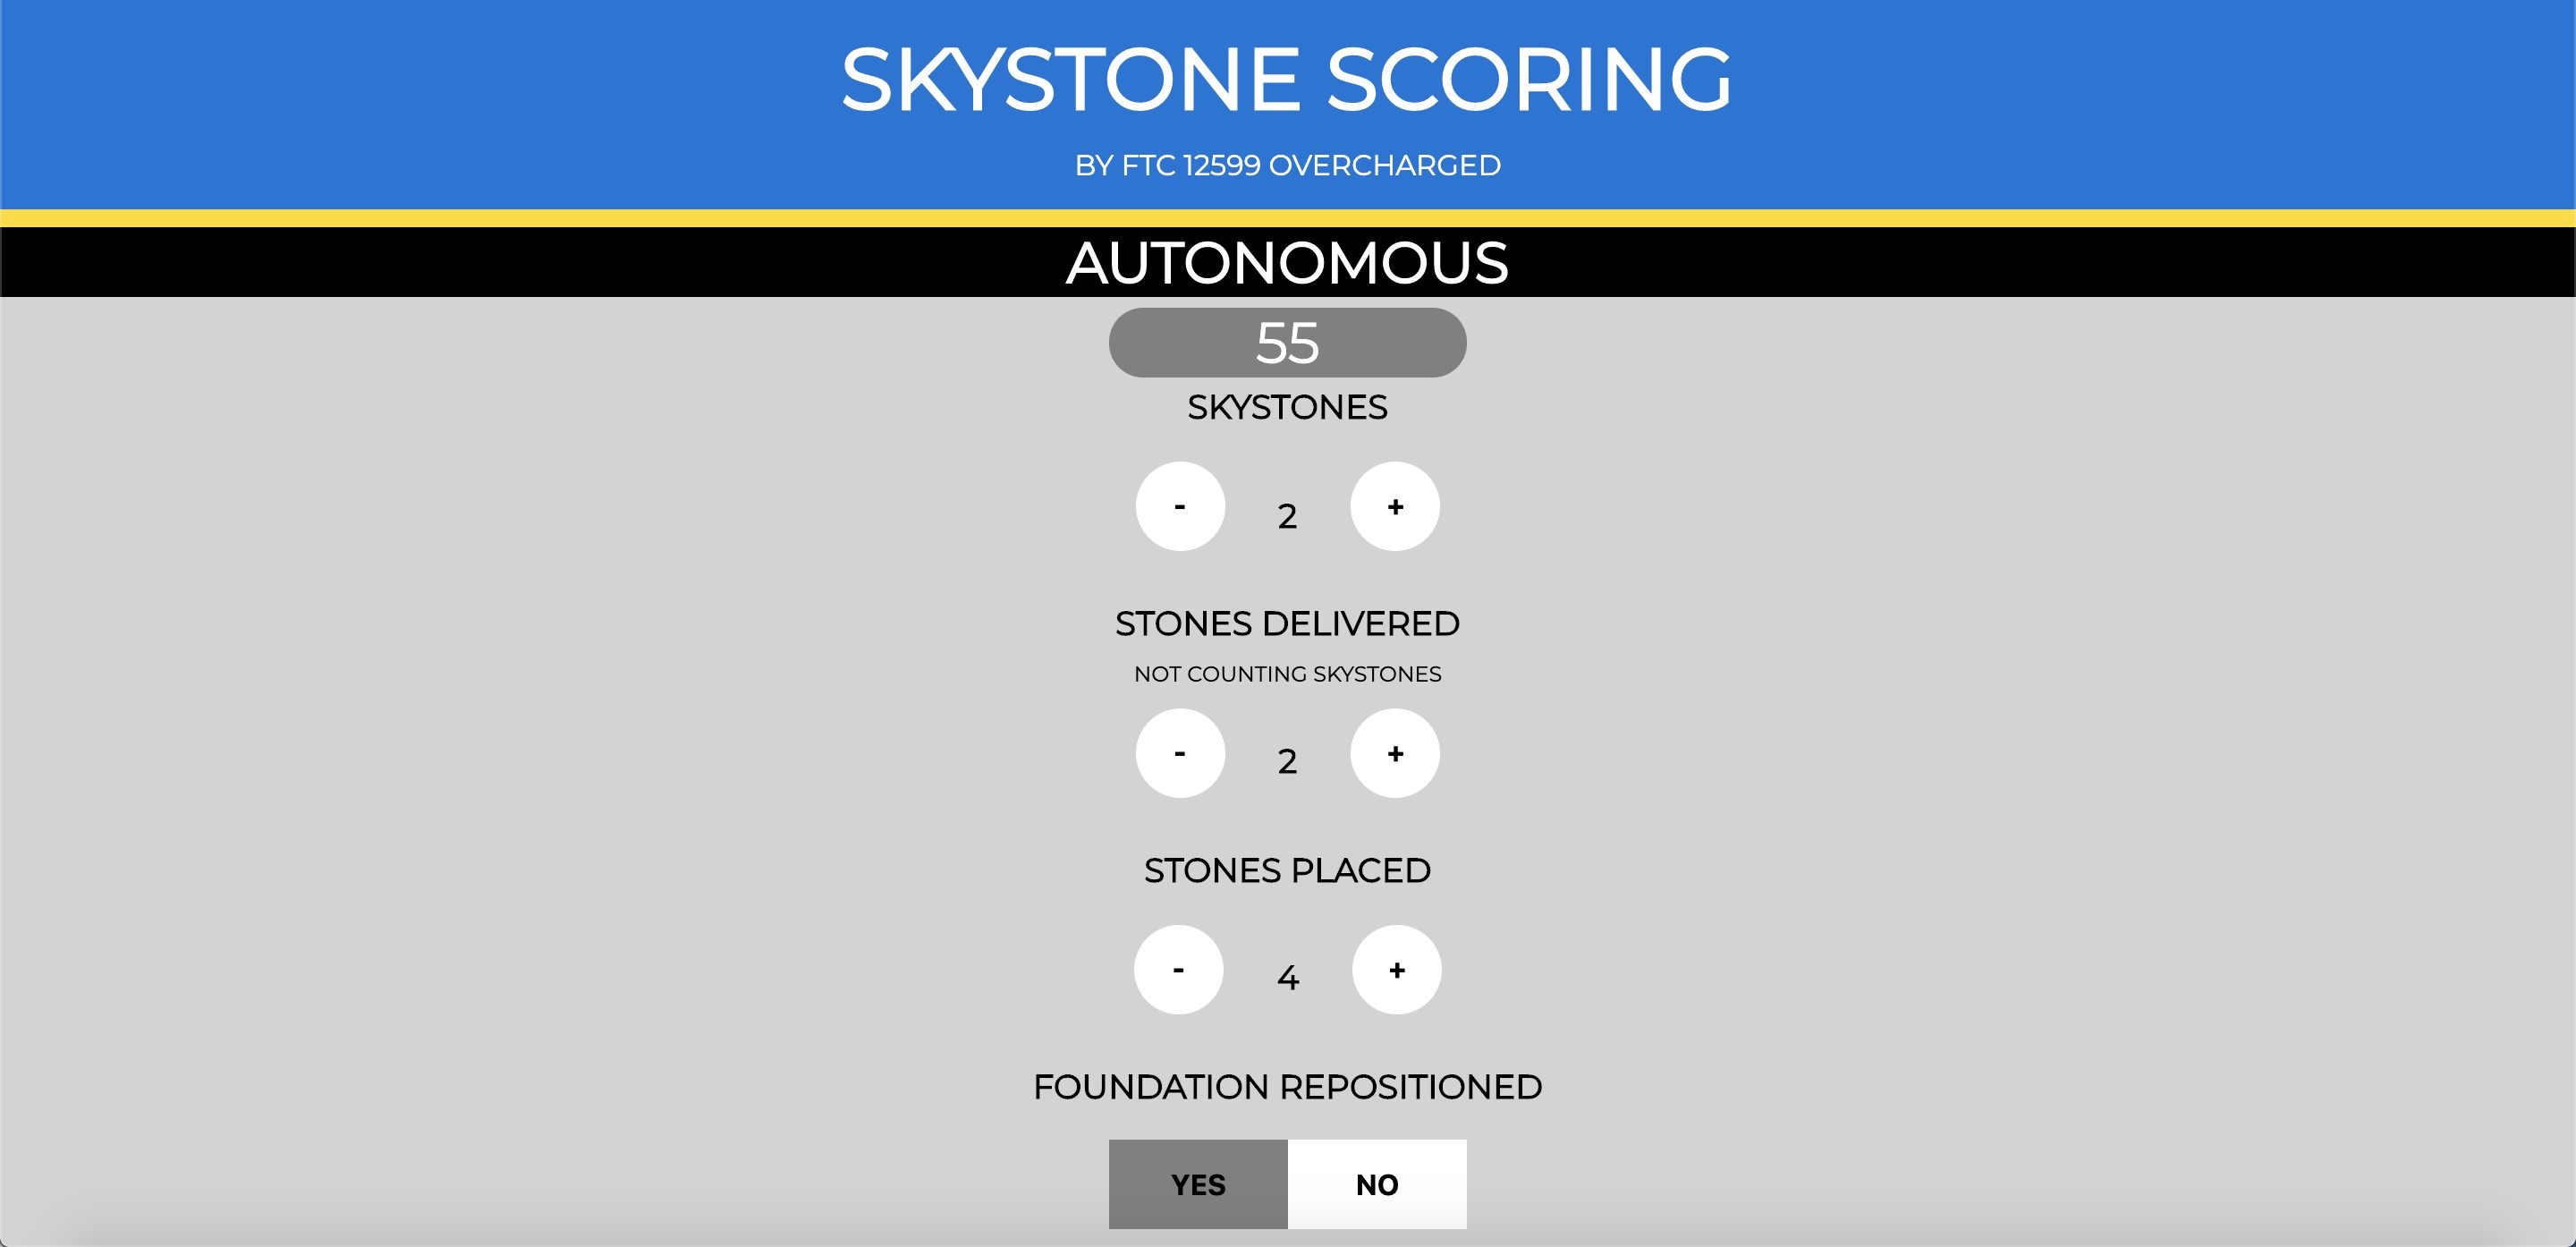 SKYSTONE SCORING
BY FTC 12599 OVERCHARGED
AUTONOMOUS
55
SKYSTONES
- 2 +
STONES DELIVERED
NOT COUNTING SKYSTONES
- 2 +
STONES PLACED
- 4 +
FOUNDATION REPOSITIONED
YES NO